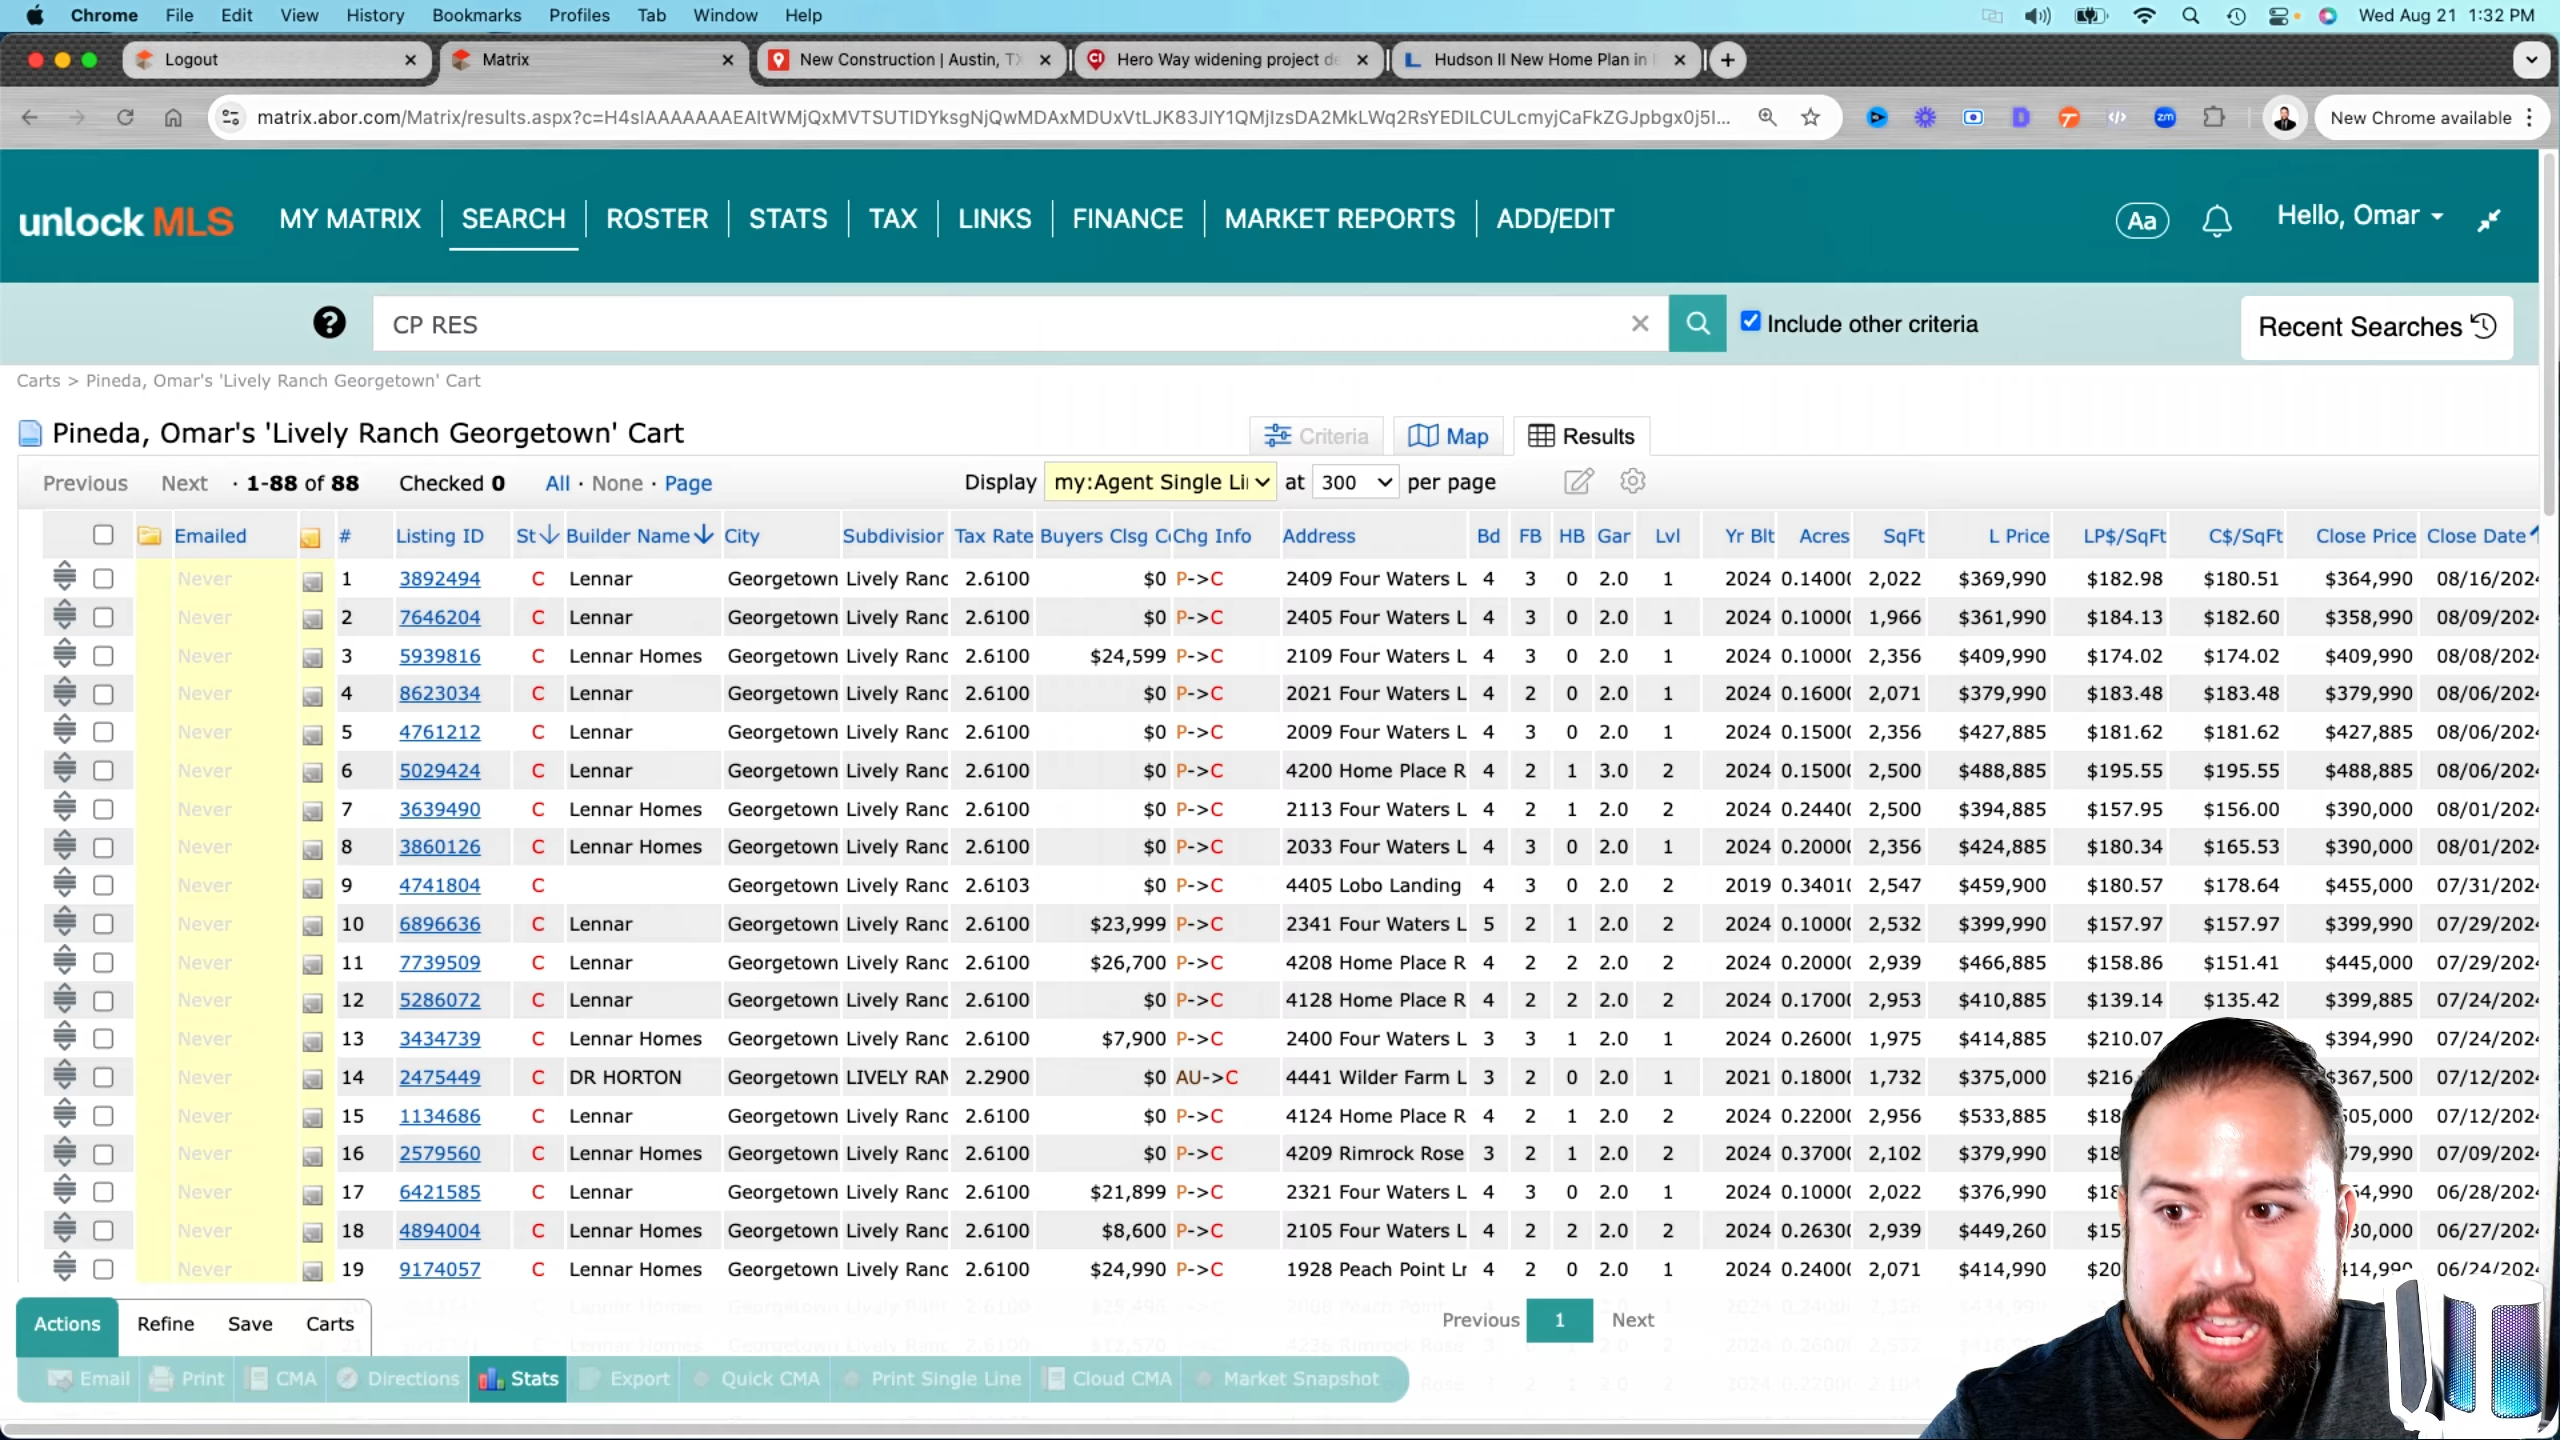 Chrome File Edit View History Bookmarks Profiles Tab Window Help Wed Aug 21 1:32 PM
Logout Matrix New Construction | Austin, TX Hero Way widening project de Hudson II New Home Plan in
matrix.abor.com/Matrix/results.aspx?c=H4sIAAAAAAAEAItWMjQxMVTSUTIDYksgNjQwMDAxMDUxVtLJK83JIY1QMjIzsDA2MkLWq2RsYEDILCULcmyjCaFkZGJpbgx0j5I... zm New Chrome available
unlock MLS MY MATRIX SEARCH ROSTER STATS TAX LINKS FINANCE MARKET REPORTS ADD/EDIT Aa Hello, Omar
? CP RES Include other criteria Recent Searches
Carts > Pineda, Omar's 'Lively Ranch Georgetown' Cart
Pineda, Omar's 'Lively Ranch Georgetown' Cart Criteria Map Results
Previous Next · 1-88 of 88 Checked 0 All · None · Page Display my:Agent Single Li at 300 per page
Emailed # Listing ID St Builder Name City Subdivision Tax Rate Buyers Clsg C Chg Info Address Bd FB HB Gar Lvl Yr Blt Acres SqFt L Price LP$/SqFt C$/SqFt Close Price Close Date
Never 1 3892494 C Lennar Georgetown Lively Ranc 2.6100 $0 P->C 2409 Four Waters L 4 3 0 2.0 1 2024 0.1400 2,022 $369,990 $182.98 $180.51 $364,990 08/16/2024
Never 2 7646204 C Lennar Georgetown Lively Ranc 2.6100 $0 P->C 2405 Four Waters L 4 3 0 2.0 1 2024 0.1000 1,966 $361,990 $184.13 $182.60 $358,990 08/09/2024
Never 3 5939816 C Lennar Homes Georgetown Lively Ranc 2.6100 $24,599 P->C 2109 Four Waters L 4 3 0 2.0 1 2024 0.1000 2,356 $409,990 $174.02 $174.02 $409,990 08/08/2024
Never 4 8623034 C Lennar Georgetown Lively Ranc 2.6100 $0 P->C 2021 Four Waters L 4 2 0 2.0 1 2024 0.1600 2,071 $379,990 $183.48 $183.48 $379,990 08/06/2024
Never 5 4761212 C Lennar Georgetown Lively Ranc 2.6100 $0 P->C 2009 Four Waters L 4 3 0 2.0 1 2024 0.1500 2,356 $427,885 $181.62 $181.62 $427,885 08/06/2024
Never 6 5029424 C Lennar Georgetown Lively Ranc 2.6100 $0 P->C 4200 Home Place R 4 2 1 3.0 2 2024 0.1500 2,500 $488,885 $195.55 $195.55 $488,885 08/06/2024
Never 7 3639490 C Lennar Homes Georgetown Lively Ranc 2.6100 $0 P->C 2113 Four Waters L 4 2 1 2.0 2 2024 0.2440 2,500 $394,885 $157.95 $156.00 $390,000 08/01/2024
Never 8 3860126 C Lennar Homes Georgetown Lively Ranc 2.6100 $0 P->C 2033 Four Waters L 4 3 0 2.0 1 2024 0.2000 2,356 $424,885 $180.34 $165.53 $390,000 08/01/2024
Never 9 4741804 C Georgetown Lively Ranc 2.6103 $0 P->C 4405 Lobo Landing 4 3 0 2.0 2 2019 0.3401 2,547 $459,900 $180.57 $178.64 $455,000 07/31/2024
Never 10 6896636 C Lennar Georgetown Lively Ranc 2.6100 $23,999 P->C 2341 Four Waters L 5 2 1 2.0 2 2024 0.1000 2,532 $399,990 $157.97 $157.97 $399,990 07/29/2024
Never 11 7739509 C Lennar Georgetown Lively Ranc 2.6100 $26,700 P->C 4208 Home Place R 4 2 2 2.0 2 2024 0.2000 2,939 $466,885 $158.86 $151.41 $445,000 07/29/2024
Never 12 5286072 C Lennar Georgetown Lively Ranc 2.6100 $0 P->C 4128 Home Place R 4 2 2 2.0 2 2024 0.1700 2,953 $410,885 $139.14 $135.42 $399,885 07/24/2024
Never 13 3434739 C Lennar Homes Georgetown Lively Ranc 2.6100 $7,900 P->C 2400 Four Waters L 3 3 1 2.0 1 2024 0.2600 1,975 $414,885 $210.07 $394,990 07/24/2024
Never 14 2475449 C DR HORTON Georgetown LIVELY RAN 2.2900 $0 AU->C 4441 Wilder Farm L 3 2 0 2.0 1 2021 0.1800 1,732 $375,000 $216 $367,500 07/12/2024
Never 15 1134686 C Lennar Georgetown Lively Ranc 2.6100 $0 P->C 4124 Home Place R 4 2 1 2.0 2 2024 0.2200 2,956 $533,885 $18 05,000 07/12/2024
Never 16 2579560 C Lennar Homes Georgetown Lively Ranc 2.6100 $0 P->C 4209 Rimrock Rose 3 2 1 2.0 2 2024 0.3700 2,102 $379,990 $18 79,990 07/09/2024
Never 17 6421585 C Lennar Georgetown Lively Ranc 2.6100 $21,899 P->C 2321 Four Waters L 4 3 0 2.0 1 2024 0.1000 2,022 $376,990 $18 4,990 06/28/2024
Never 18 4894004 C Lennar Homes Georgetown Lively Ranc 2.6100 $8,600 P->C 2105 Four Waters L 4 2 2 2.0 2 2024 0.2630 2,939 $449,260 $15 30,000 06/27/2024
Never 19 9174057 C Lennar Homes Georgetown Lively Ranc 2.6100 $24,990 P->C 1928 Peach Point Ln 4 2 0 2.0 1 2024 0.2400 2,071 $414,990 $20 14,990 06/24/2024
Actions Refine Save Carts Previous 1 Next
Email Print CMA Directions Stats Export Quick CMA Print Single Line Cloud CMA Market Snapshot